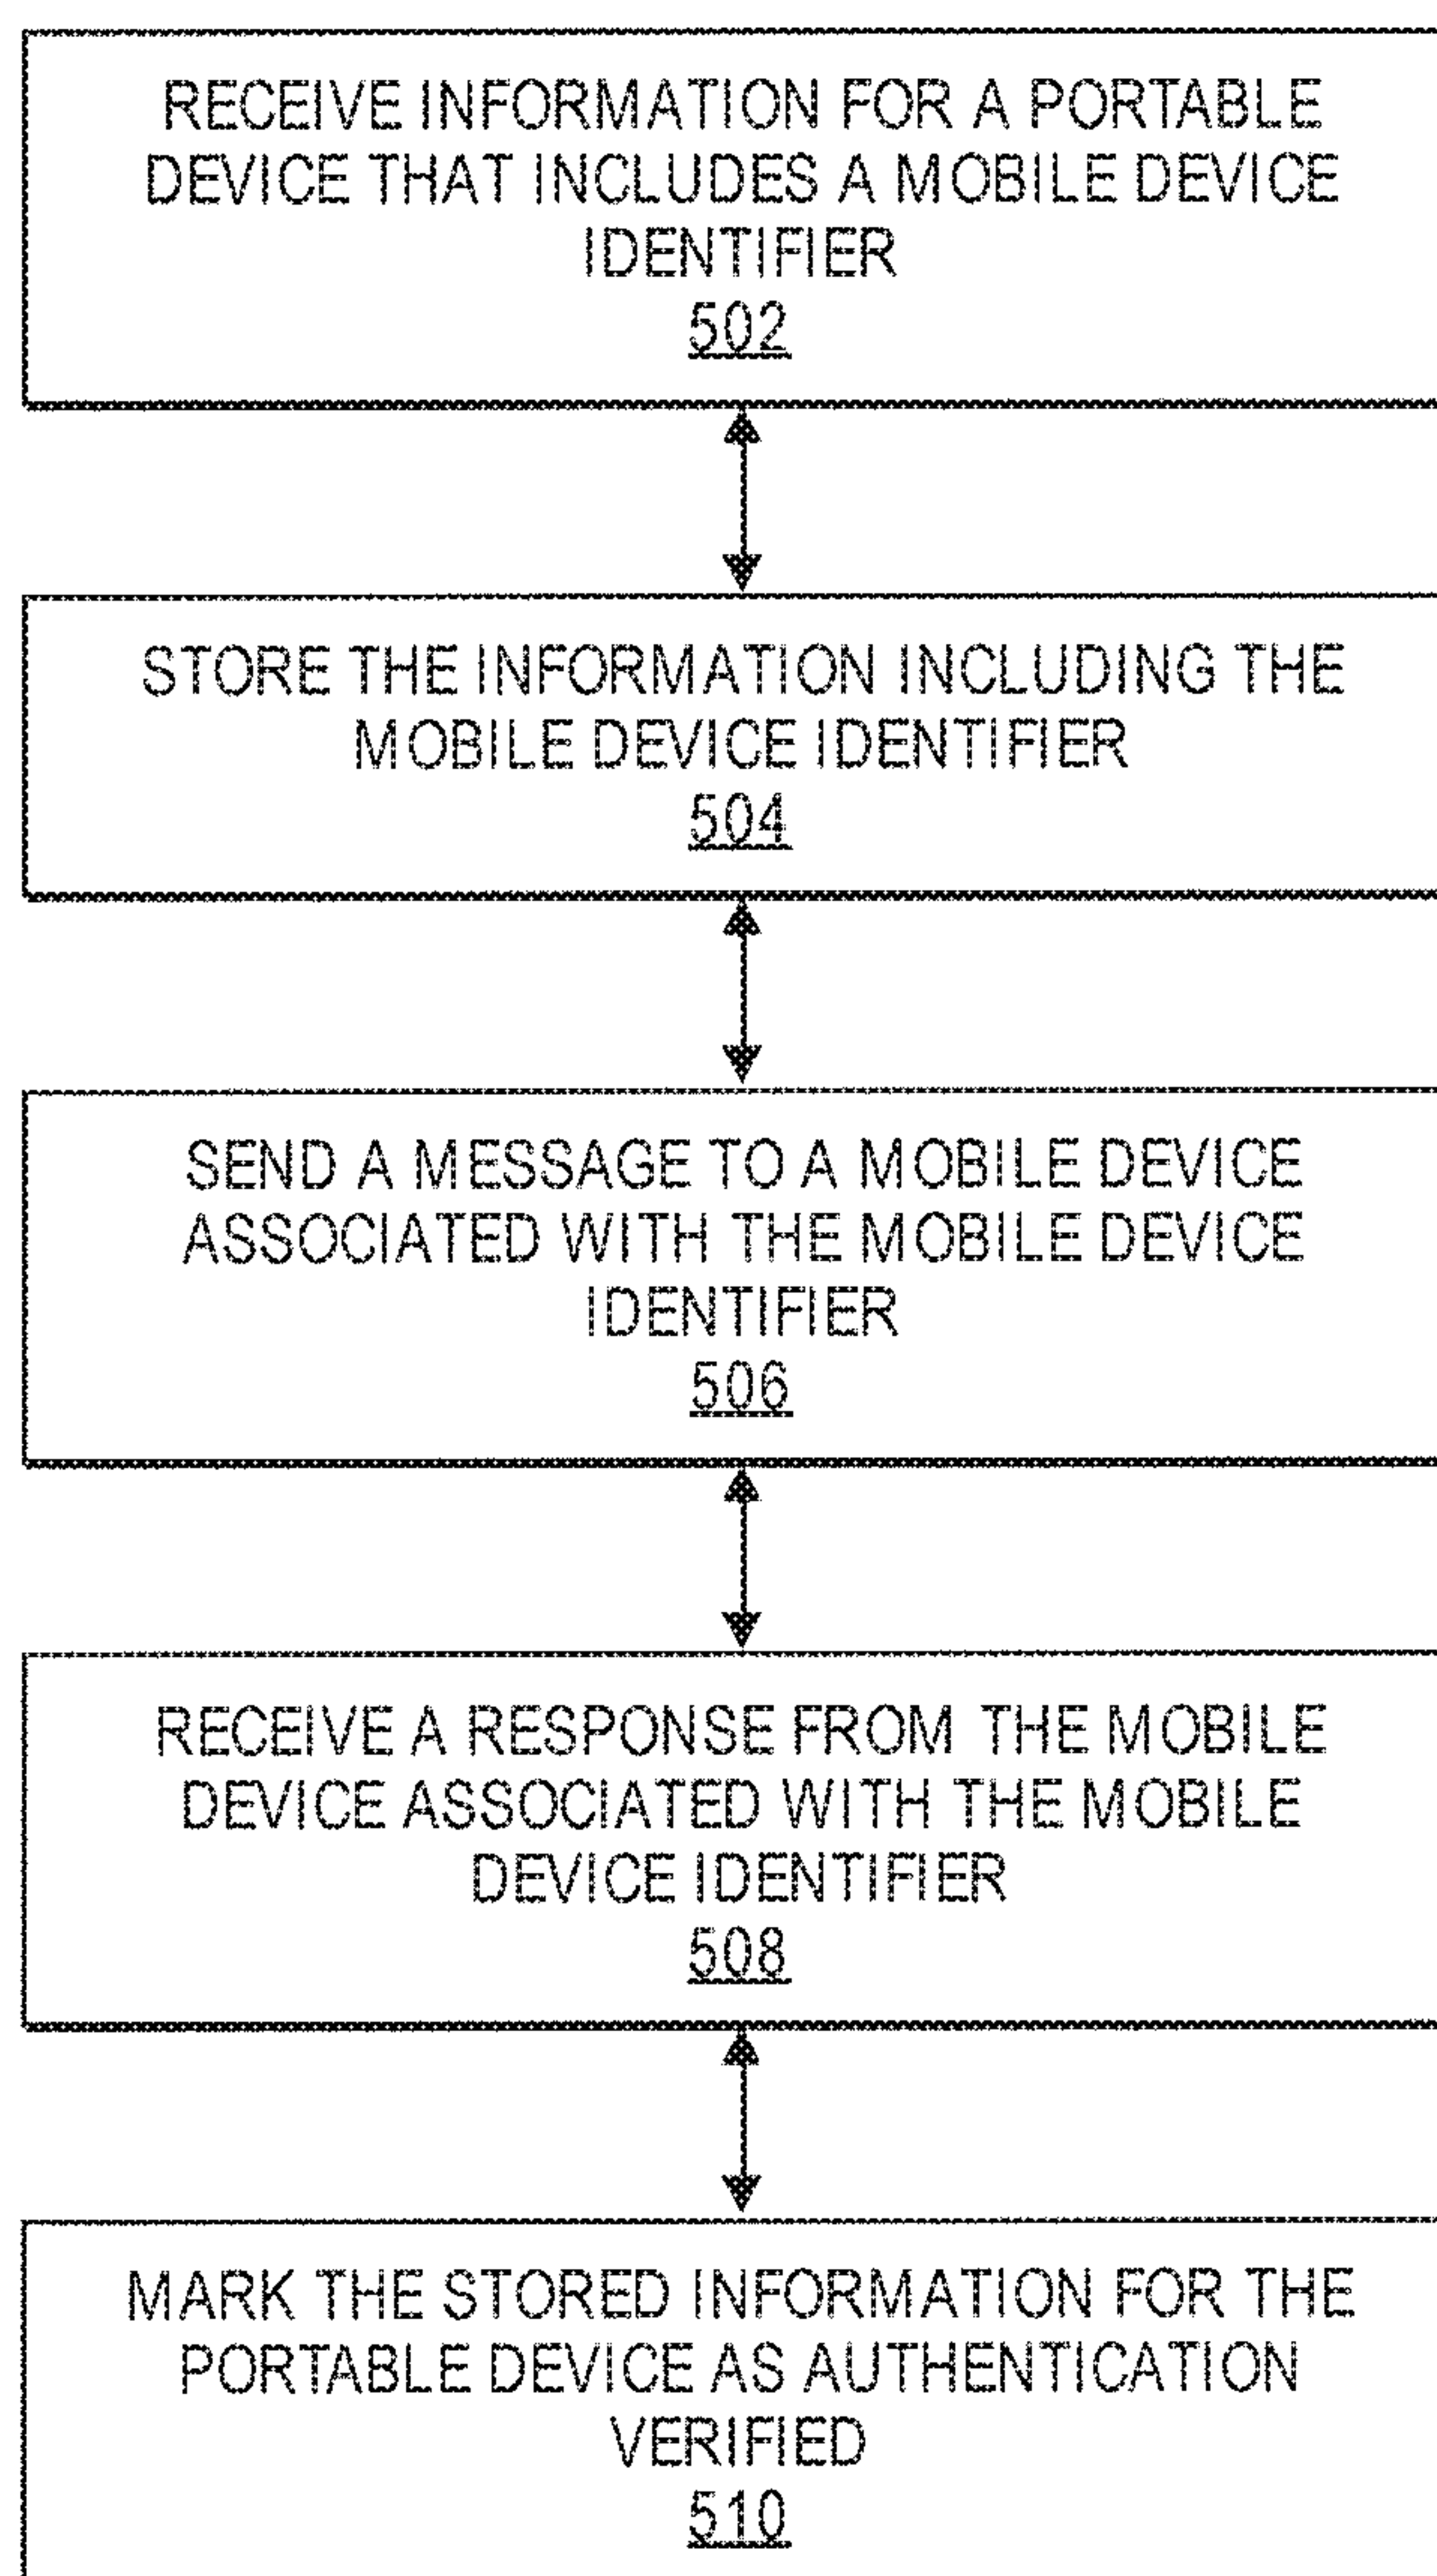 RECEIVE INFORMATION FOR A PORTABLE
DEVICE THAT INCLUDES A MOBILE DEVICE
IDENTIFIER
502
STORE THE INFORMATION INCLUDING THE
MOBILE DEVICE IDENTIFIER
504
SEND A MESSAGE TO A MOBILE DEVICE
ASSOCIATED WITH THE MOBILE DEVICE
IDENTIFIER
506
RECEIVE A RESPONSE FROM THE MOBILE
DEVICE ASSOCIATED WITH THE MOBILE
DEVICE IDENTIFIER
508
MARK THE STORED INFORMATION FOR THE
PORTABLE DEVICE AS AUTHENTICATION
VERIFIED
510